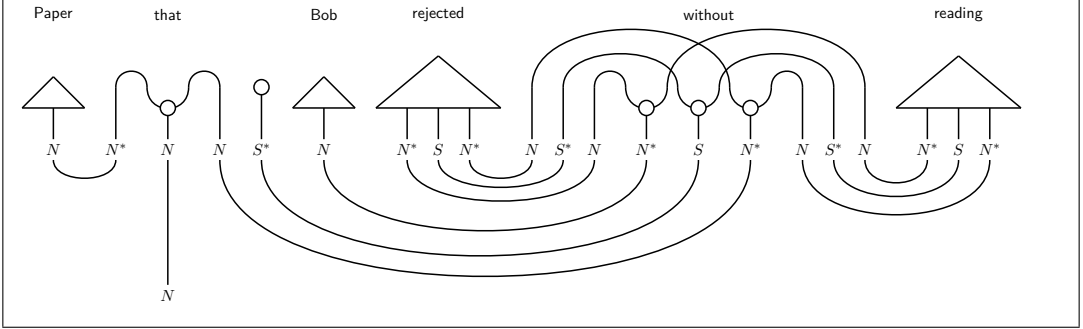 Paper that Bob rejected without reading
N N* N N S* N N* S N* N S* N N* S N* N S* N N* S N*
N